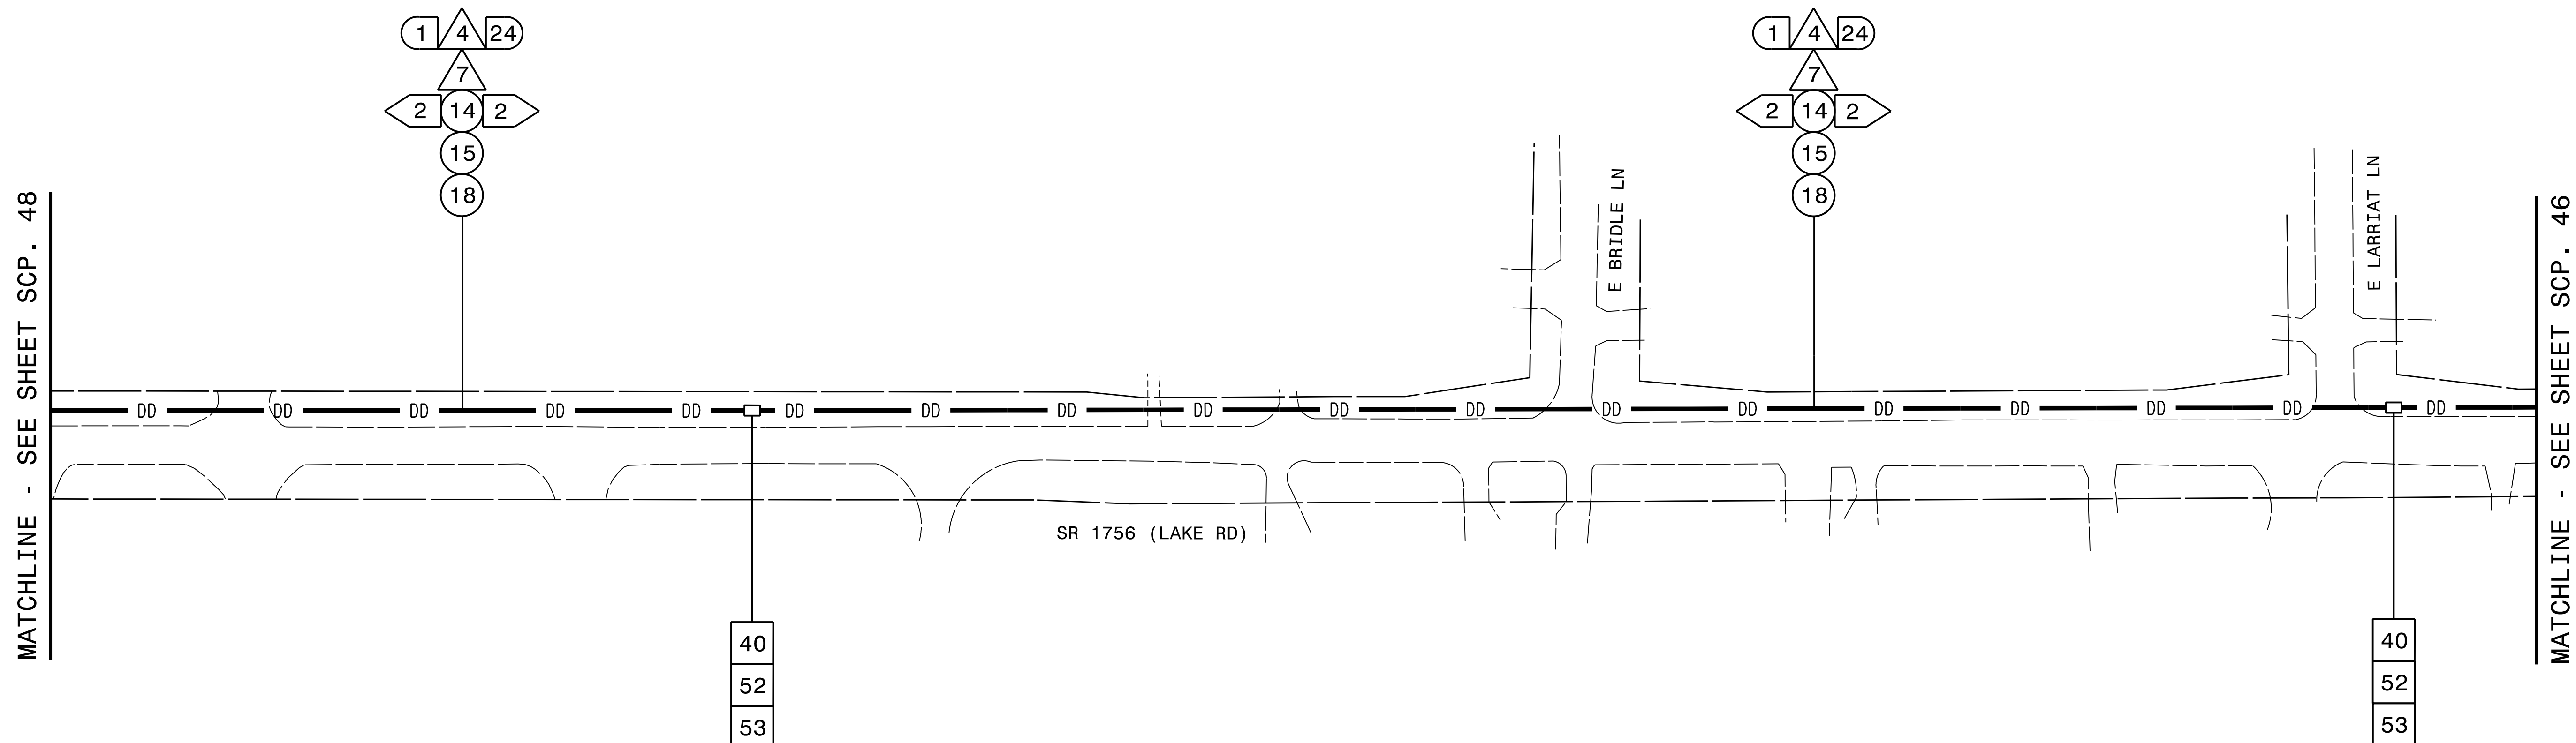 1 4 24
7
2 14 2
15
18
1 4 24
7
2 14 2
15
18
MATCHLINE - SEE SHEET SCP. 48
E BRIDLE LN
E LARRIAT LN
MATCHLINE - SEE SHEET SCP. 46
DD DD DD DD DD DD DD DD DD DD DD DD DD DD DD DD DD DD
SR 1756 (LAKE RD)
40
52
53
40
52
53